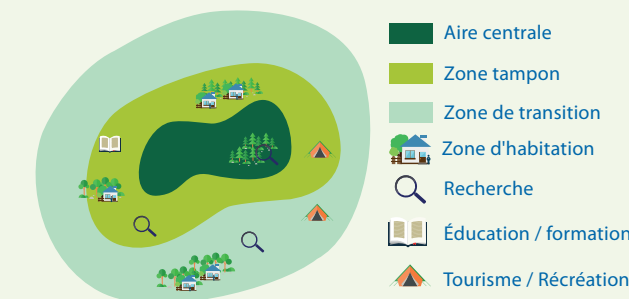 Aire centrale
Zone tampon
Zone de transition
Zone d'habitation
Recherche
Éducation / formation
Tourisme / Récréation